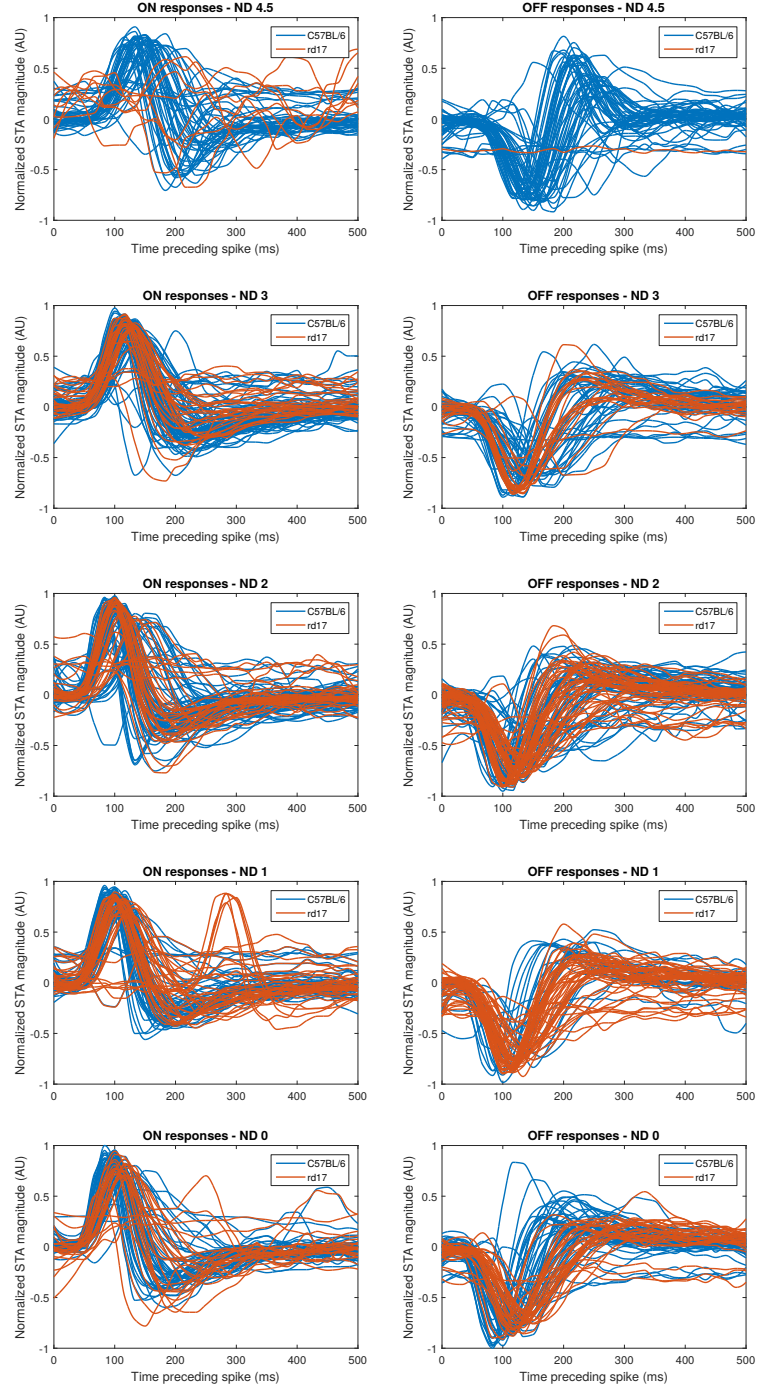 ON responses - ND 4.5
Normalized STA magnitude (AU)
1
0.5
0
-0.5
-1
0 100 200 300 400 500
Time preceding spike (ms)
C57BL/6
rd17
OFF responses - ND 4.5
Normalized STA magnitude (AU)
1
0.5
0
-0.5
-1
0 100 200 300 400 500
Time preceding spike (ms)
C57BL/6
rd17
ON responses - ND 3
Normalized STA magnitude (AU)
1
0.5
0
-0.5
-1
0 100 200 300 400 500
Time preceding spike (ms)
C57BL/6
rd17
OFF responses - ND 3
Normalized STA magnitude (AU)
1
0.5
0
-0.5
-1
0 100 200 300 400 500
Time preceding spike (ms)
C57BL/6
rd17
ON responses - ND 2
Normalized STA magnitude (AU)
1
0.5
0
-0.5
-1
0 100 200 300 400 500
Time preceding spike (ms)
C57BL/6
rd17
OFF responses - ND 2
Normalized STA magnitude (AU)
1
0.5
0
-0.5
-1
0 100 200 300 400 500
Time preceding spike (ms)
C57BL/6
rd17
ON responses - ND 1
Normalized STA magnitude (AU)
1
0.5
0
-0.5
-1
0 100 200 300 400 500
Time preceding spike (ms)
C57BL/6
rd17
OFF responses - ND 1
Normalized STA magnitude (AU)
1
0.5
0
-0.5
-1
0 100 200 300 400 500
Time preceding spike (ms)
C57BL/6
rd17
ON responses - ND 0
Normalized STA magnitude (AU)
1
0.5
0
-0.5
-1
0 100 200 300 400 500
Time preceding spike (ms)
C57BL/6
rd17
OFF responses - ND 0
Normalized STA magnitude (AU)
1
0.5
0
-0.5
-1
0 100 200 300 400 500
Time preceding spike (ms)
C57BL/6
rd17